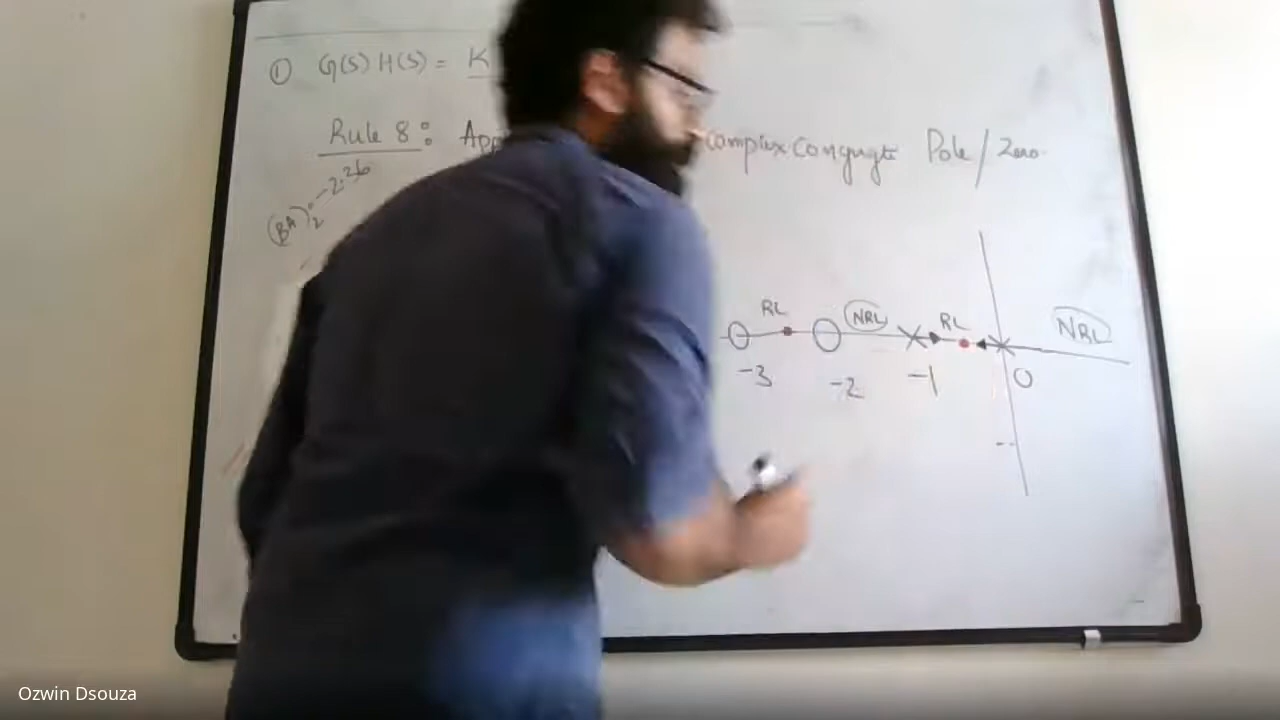 ① G(s) H(s) = K
Rule 8: App complex Conjugate Pole / Zero
(BA)₂ = -2.26
RL NRL RL NRL
-3 -2 -1 0
Ozwin Dsouza